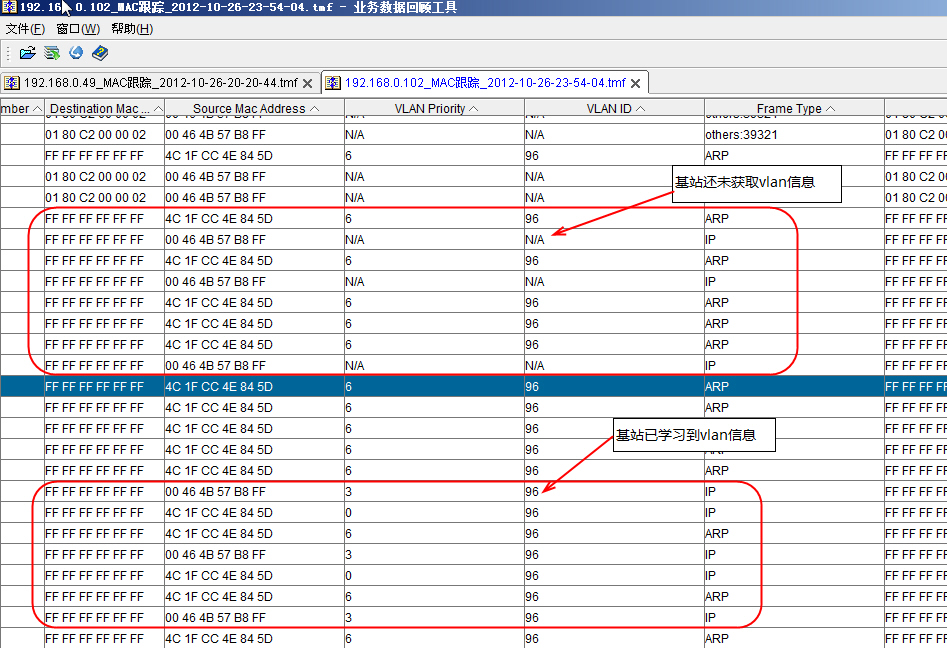 192.168.0.102_MAC跟踪_2012-10-26-23-54-04.tmf - 业务数据回顾工具
文件(F) 窗口(W) 帮助(H)
192.168.0.49_MAC跟踪_2012-10-26-20-20-44.tmf 192.168.0.102_MAC跟踪_2012-10-26-23-54-04.tmf
mber Destination Mac ... Source Mac Address VLAN Priority VLAN ID Frame Type
01 80 C2 00 00 02 00 46 4B 57 B8 FF N/A N/A others:39321 01 80 C2 00
FF FF FF FF FF FF 4C 1F CC 4E 84 5D 6 96 ARP FF FF FF FF
01 80 C2 00 00 02 00 46 4B 57 B8 FF N/A N/A 01 80 C2 00
基站还未获取vlan信息
01 80 C2 00 00 02 00 46 4B 57 B8 FF N/A N/A 01 80 C2 00
FF FF FF FF FF FF 4C 1F CC 4E 84 5D 6 96 ARP FF FF FF FF
FF FF FF FF FF FF 00 46 4B 57 B8 FF N/A N/A IP FF FF FF FF
FF FF FF FF FF FF 4C 1F CC 4E 84 5D 6 96 ARP FF FF FF FF
FF FF FF FF FF FF 00 46 4B 57 B8 FF N/A N/A IP FF FF FF FF
FF FF FF FF FF FF 4C 1F CC 4E 84 5D 6 96 ARP FF FF FF FF
FF FF FF FF FF FF 4C 1F CC 4E 84 5D 6 96 ARP FF FF FF FF
FF FF FF FF FF FF 4C 1F CC 4E 84 5D 6 96 ARP FF FF FF FF
FF FF FF FF FF FF 00 46 4B 57 B8 FF N/A N/A IP FF FF FF FF
FF FF FF FF FF FF 4C 1F CC 4E 84 5D 6 96 ARP FF FF FF FF
FF FF FF FF FF FF 4C 1F CC 4E 84 5D 6 96 ARP FF FF FF FF
FF FF FF FF FF FF 4C 1F CC 4E 84 5D 6 96 FF FF FF FF
基站已学习到vlan信息
FF FF FF FF FF FF 4C 1F CC 4E 84 5D 6 96 ARP FF FF FF FF
FF FF FF FF FF FF 4C 1F CC 4E 84 5D 6 96 ARP FF FF FF FF
FF FF FF FF FF FF 00 46 4B 57 B8 FF 3 96 IP FF FF FF FF
FF FF FF FF FF FF 4C 1F CC 4E 84 5D 0 96 IP FF FF FF FF
FF FF FF FF FF FF 4C 1F CC 4E 84 5D 6 96 ARP FF FF FF FF
FF FF FF FF FF FF 00 46 4B 57 B8 FF 3 96 IP FF FF FF FF
FF FF FF FF FF FF 4C 1F CC 4E 84 5D 0 96 IP FF FF FF FF
FF FF FF FF FF FF 4C 1F CC 4E 84 5D 6 96 ARP FF FF FF FF
FF FF FF FF FF FF 00 46 4B 57 B8 FF 3 96 IP FF FF FF FF
FF FF FF FF FF FF 4C 1F CC 4E 84 5D 6 96 ARP FF FF FF FF